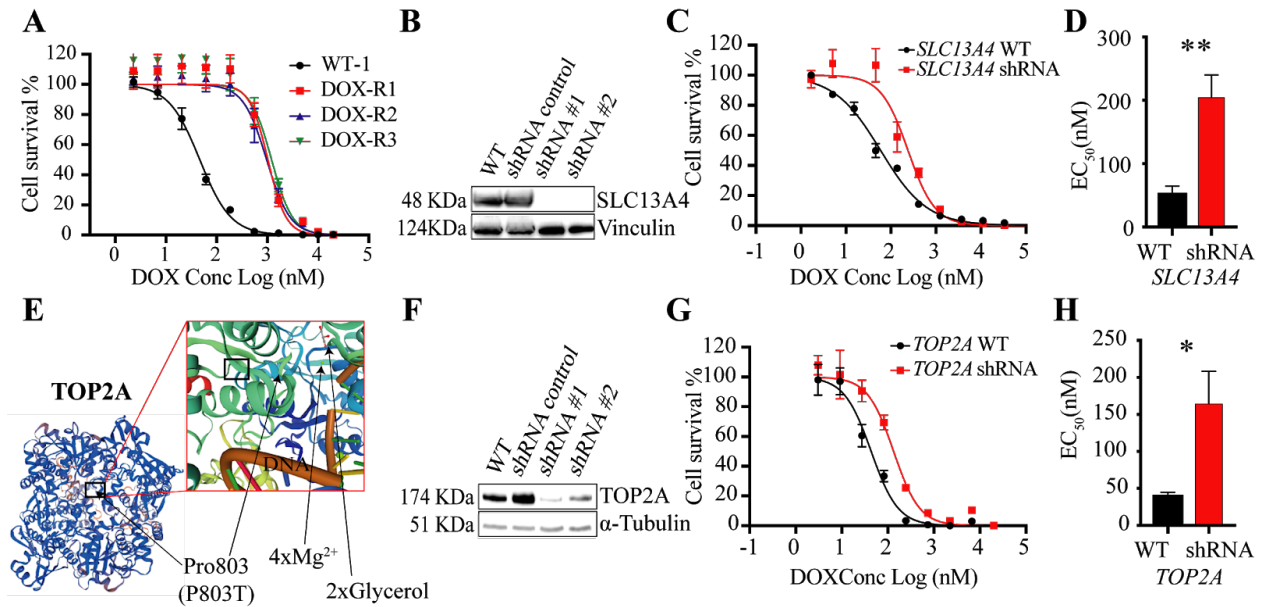 A
120
100
80
60
40
20
0
Cell survival %
WT-1
DOX-R1
DOX-R2
DOX-R3
0 1 2 3 4 5
DOX Conc Log (nM)
B
WT
shRNA control
shRNA #1
shRNA #2
48 KDa
SLC13A4
124KDa
Vinculin
C
120
100
80
60
40
20
0
Cell survival %
SLC13A4 WT
SLC13A4 shRNA
-1 0 1 2 3 4 5
DOX Conc Log (nM)
D
300
200
100
0
EC50(nM)
**
WT shRNA
SLC13A4
E
TOP2A
DNA
Pro803
(P803T)
4xMg2+
2xGlycerol
F
WT
shRNA control
shRNA #1
shRNA #2
174 KDa
TOP2A
51 KDa
α-Tubulin
G
120
100
80
60
40
20
0
Cell survival %
TOP2A WT
TOP2A shRNA
-1 0 1 2 3 4 5
DOXConc Log (nM)
H
250
200
150
100
50
0
EC50(nM)
*
WT shRNA
TOP2A